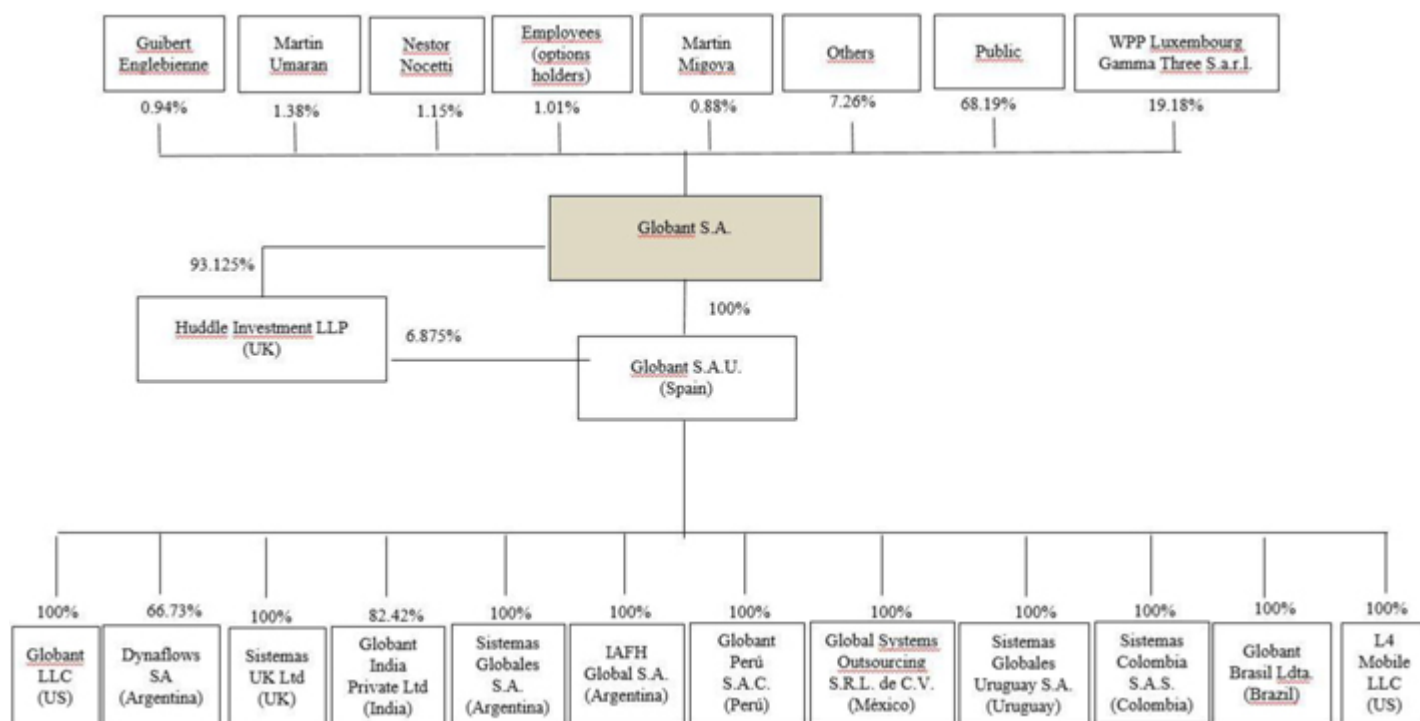 Guibert
Englebienne
0.94%
Martin
Umaran
1.38%
Nestor
Nocetti
1.15%
Employees
(options
holders)
1.01%
Martin
Migoya
0.88%
Others
7.26%
Public
68.19%
WPP Luxembourg
Gamma Three S.a.r.l.
19.18%
Globant S.A.
93.125%
100%
Huddle Investment LLP
(UK)
6.875%
Globant S.A.U.
(Spain)
100%
Globant
LLC
(US)
66.73%
Dynaflows
SA
(Argentina)
100%
Sistemas
UK Ltd
(UK)
82.42%
Globant
India
Private Ltd
(India)
100%
Sistemas
Globales
S.A.
(Argentina)
100%
IAFH
Global S.A.
(Argentina)
100%
Globant
Perú
S.A.C.
(Perú)
100%
Global Systems
Outsourcing
S.R.L. de C.V.
(México)
100%
Sistemas
Globales
Uruguay S.A.
(Uruguay)
100%
Sistemas
Colombia
S.A.S.
(Colombia)
100%
Globant
Brasil Ldta.
(Brazil)
100%
L4
Mobile
LLC
(US)